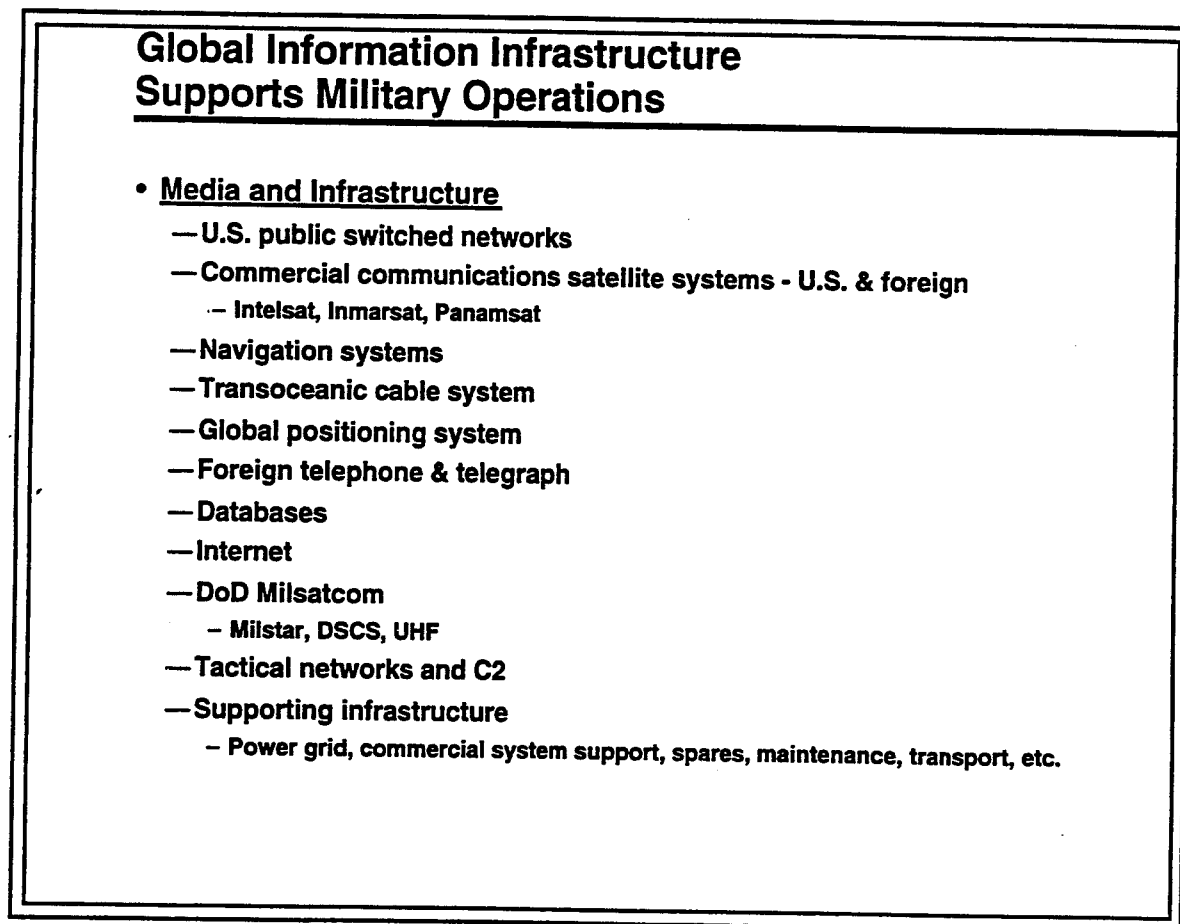 Global Information Infrastructure
Supports Military Operations
• Media and Infrastructure
—U.S. public switched networks
—Commercial communications satellite systems - U.S. & foreign
– Intelsat, Inmarsat, Panamsat
—Navigation systems
—Transoceanic cable system
—Global positioning system
—Foreign telephone & telegraph
—Databases
—Internet
—DoD Milsatcom
– Milstar, DSCS, UHF
—Tactical networks and C2
—Supporting infrastructure
– Power grid, commercial system support, spares, maintenance, transport, etc.